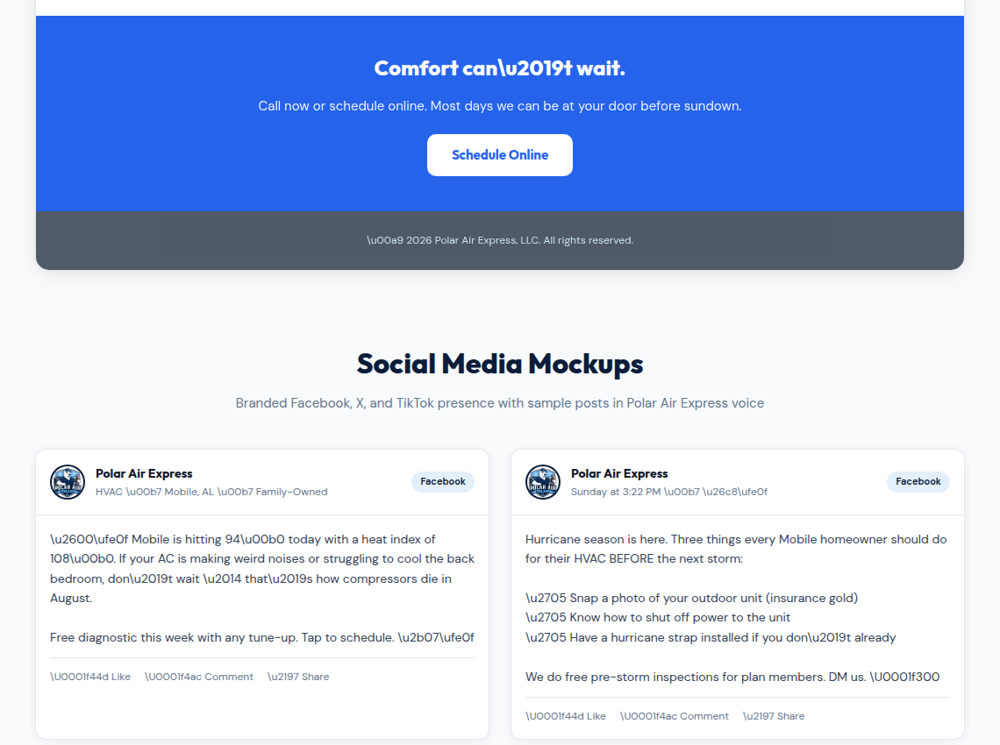 Comfort can\u2019t wait.
Call now or schedule online. Most days we can be at your door before sundown.
Schedule Online
\u00a9 2026 Polar Air Express, LLC. All rights reserved.
Social Media Mockups
Branded Facebook, X, and TikTok presence with sample posts in Polar Air Express voice
Polar Air Express
HVAC \u00b7 Mobile, AL \u00b7 Family-Owned
Facebook
\u2600\ufe0f Mobile is hitting 94\u00b0 today with a heat index of
108\u00b0. If your AC is making weird noises or struggling to cool the back
bedroom, don\u2019t wait \u2014 that\u2019s how compressors die in
August.
Free diagnostic this week with any tune-up. Tap to schedule. \u2b07\ufe0f
\U0001f44d Like \U0001f4ac Comment \u2197 Share
Polar Air Express
Sunday at 3:22 PM \u00b7 \u26c8\ufe0f
Facebook
Hurricane season is here. Three things every Mobile homeowner should do
for their HVAC BEFORE the next storm:
\u2705 Snap a photo of your outdoor unit (insurance gold)
\u2705 Know how to shut off power to the unit
\u2705 Have a hurricane strap installed if you don\u2019t already
We do free pre-storm inspections for plan members. DM us. \U0001f300
\U0001f44d Like \U0001f4ac Comment \u2197 Share